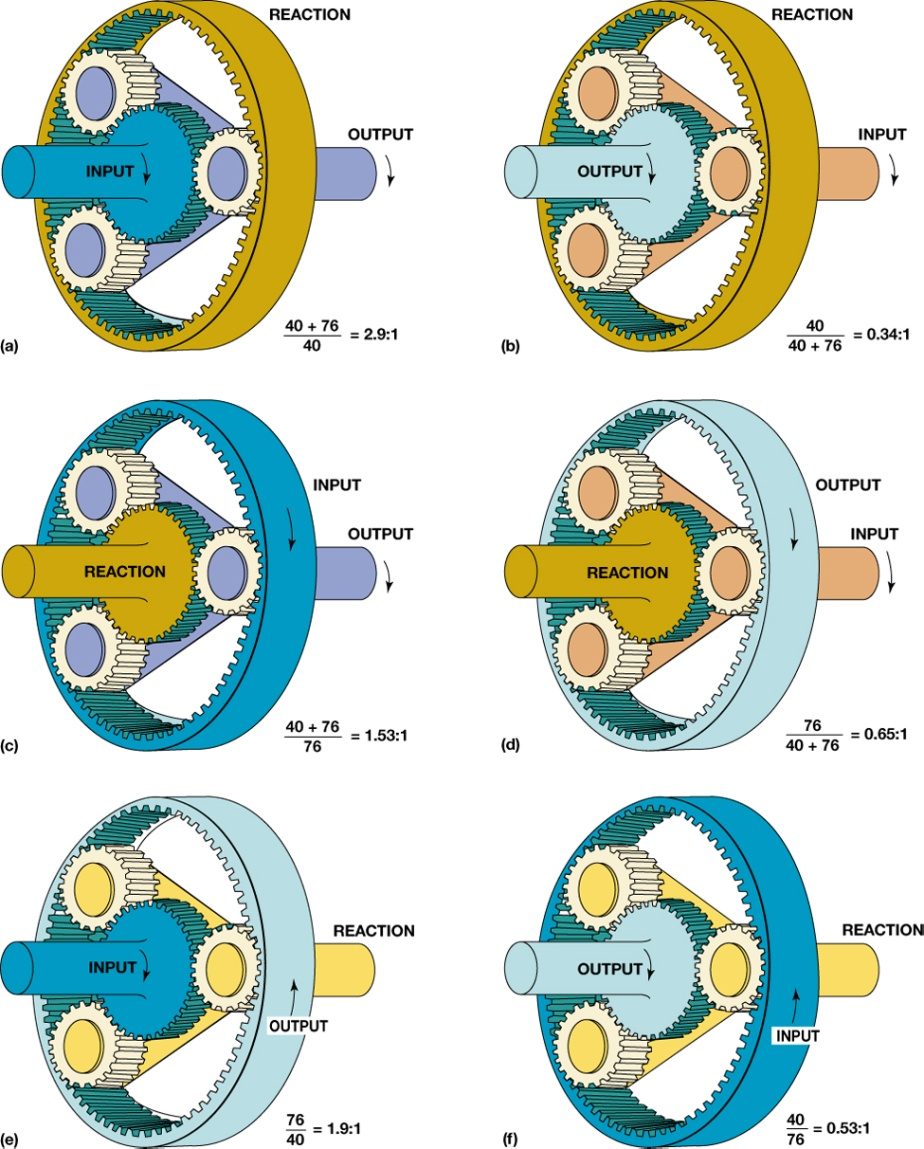 REACTION
OUTPUT
INPUT
(a)
40 + 76
40
= 2.9:1
REACTION
INPUT
OUTPUT
(b)
40
40 + 76
= 0.34:1
INPUT
OUTPUT
REACTION
(c)
40 + 76
76
= 1.53:1
OUTPUT
INPUT
REACTION
(d)
76
40 + 76
= 0.65:1
REACTION
INPUT
OUTPUT
(e)
76
40
= 1.9:1
REACTION
OUTPUT
INPUT
(f)
40
76
= 0.53:1